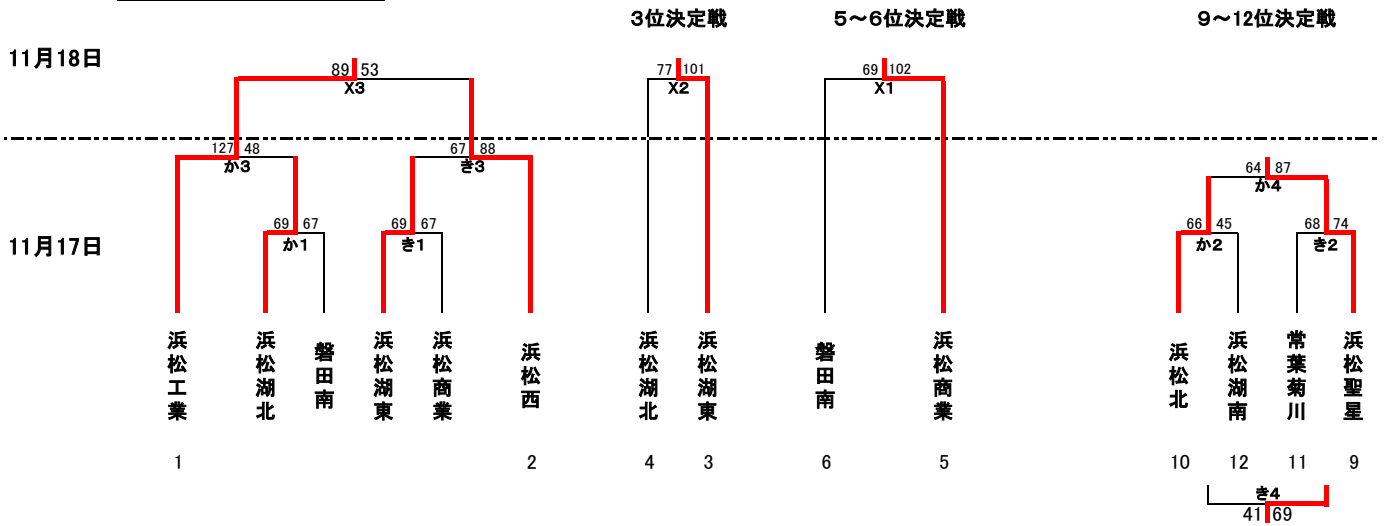 3位決定戦 5～6位決定戦 9～12位決定戦
11月18日
89 53
X3
77 101
X2
69 102
X1
127 48
か3
67 88
き3
64 87
か4
11月17日
69 67
か1
69 67
き1
66 45
か2
68 74
き2
浜松工業
浜松湖北
磐田南
浜松湖東
浜松商業
浜松西
浜松湖北
浜松湖東
磐田南
浜松商業
浜松北
浜松湖南
常葉菊川
浜松聖星
1 2 4 3 6 5 10 12 11 9
き4
41 69